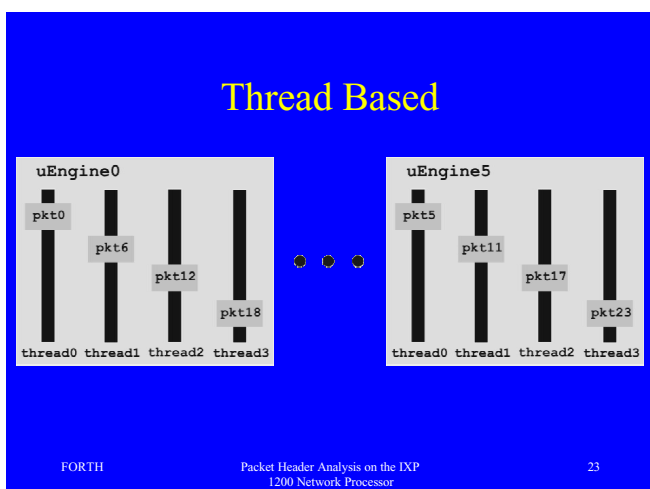 Thread Based
uEngine0
pkt0
pkt6
pkt12
pkt18
thread0 thread1 thread2 thread3
uEngine5
pkt5
pkt11
pkt17
pkt23
thread0 thread1 thread2 thread3
FORTH
Packet Header Analysis on the IXP
1200 Network Processor
23